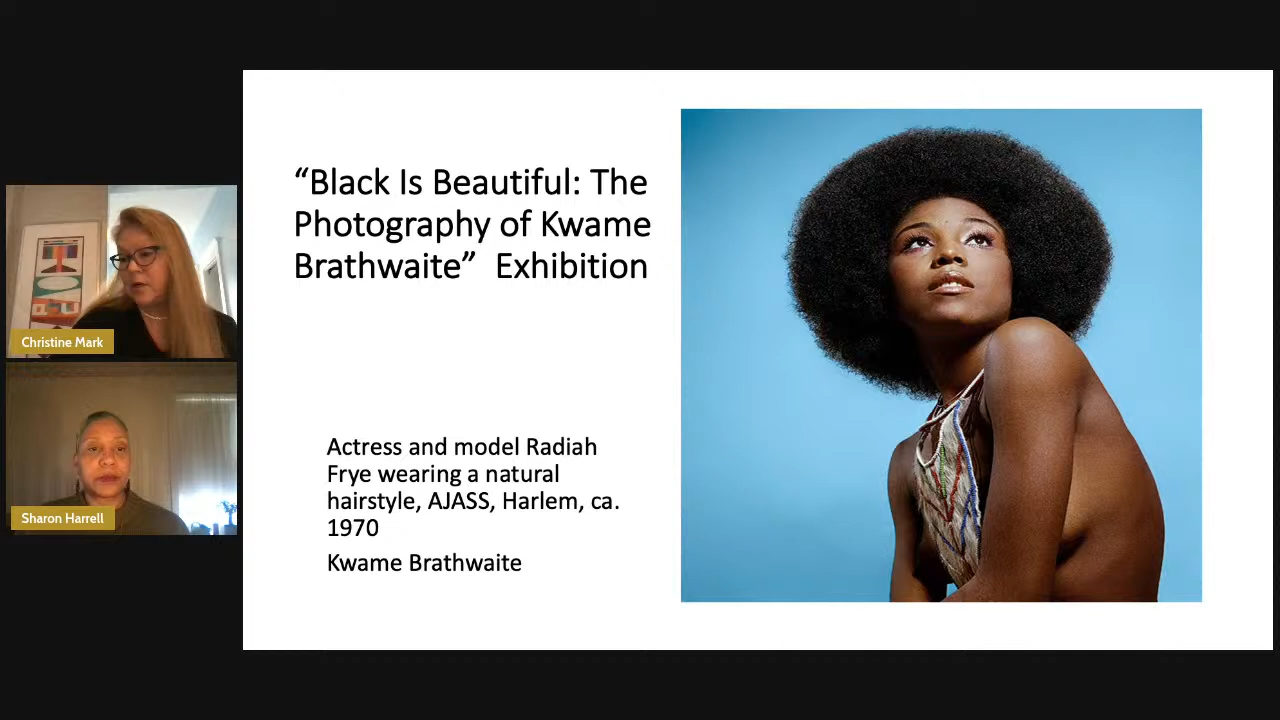 “Black Is Beautiful: The
Photography of Kwame
Brathwaite”  Exhibition
Actress and model Radiah
Frye wearing a natural
hairstyle, AJASS, Harlem, ca.
1970
Kwame Brathwaite
Christine Mark
Sharon Harrell